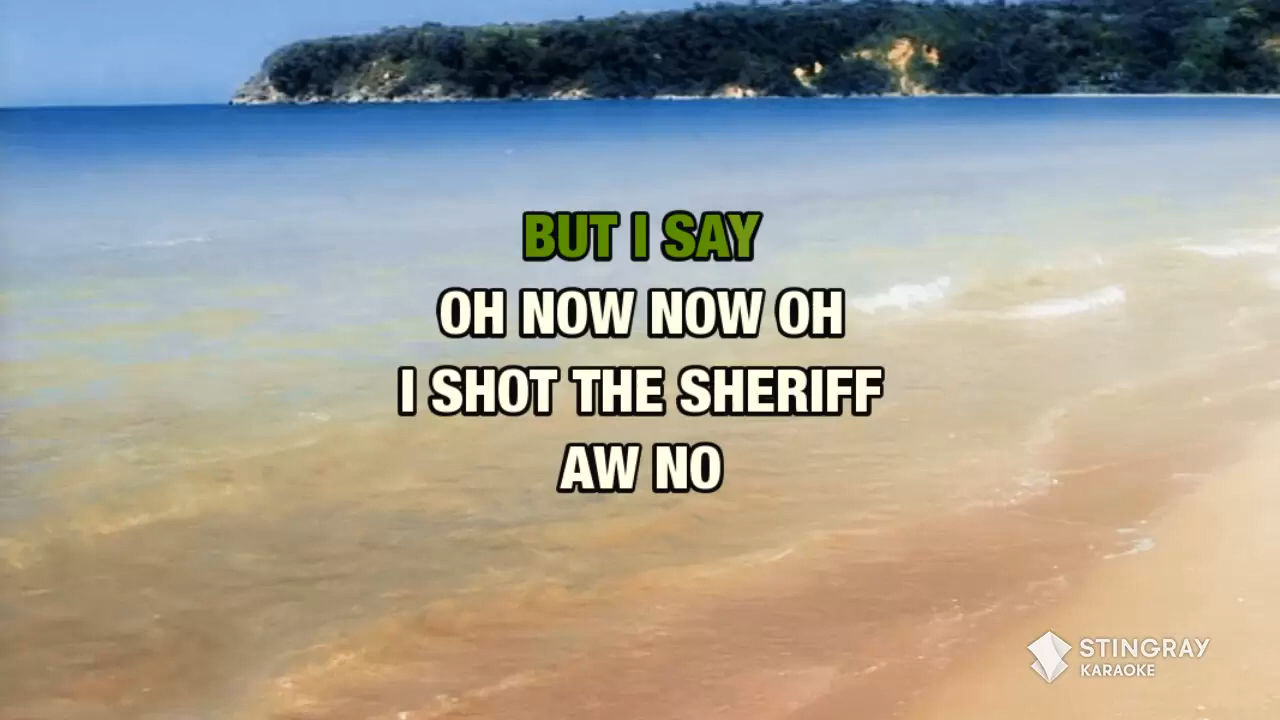 BUT I SAY
OH NOW NOW OH
I SHOT THE SHERIFF
AW NO
STINGRAY
KARAOKE